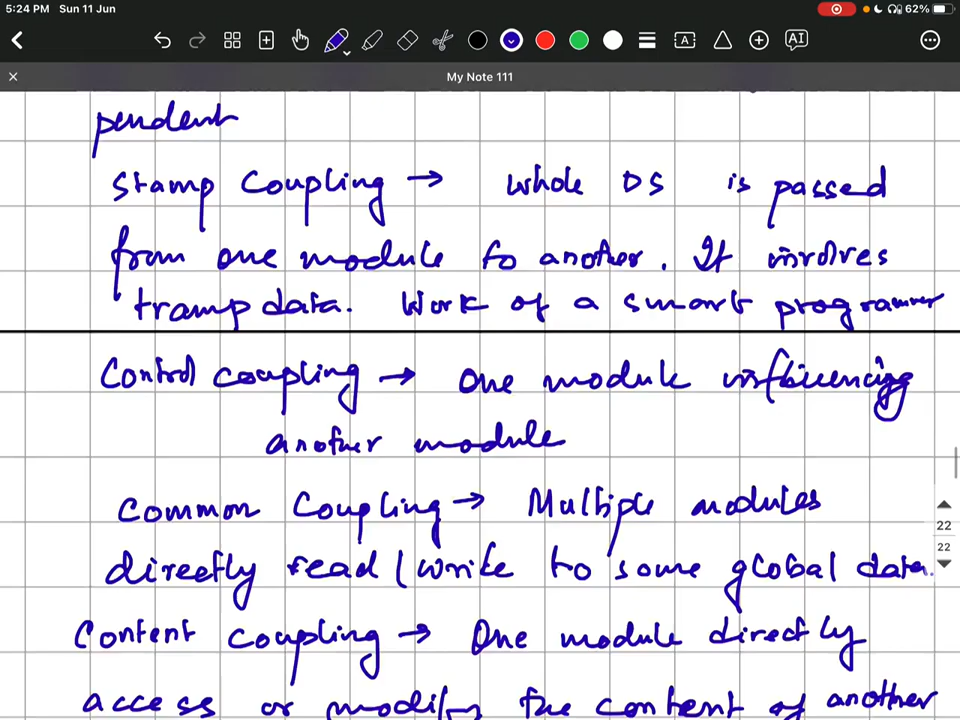 5:24 PM Sun 11 Jun 62%
AI
My Note 111
pendent
Stamp Coupling → whole DS is passed
from one module to another. It involves
tramp data. Work of a smart programmer
Control coupling → One module influencing
another module
Common Coupling → Multiple modules
directly read/write to some global data.
22
22
Content coupling → One module directly
access or modify the content of another